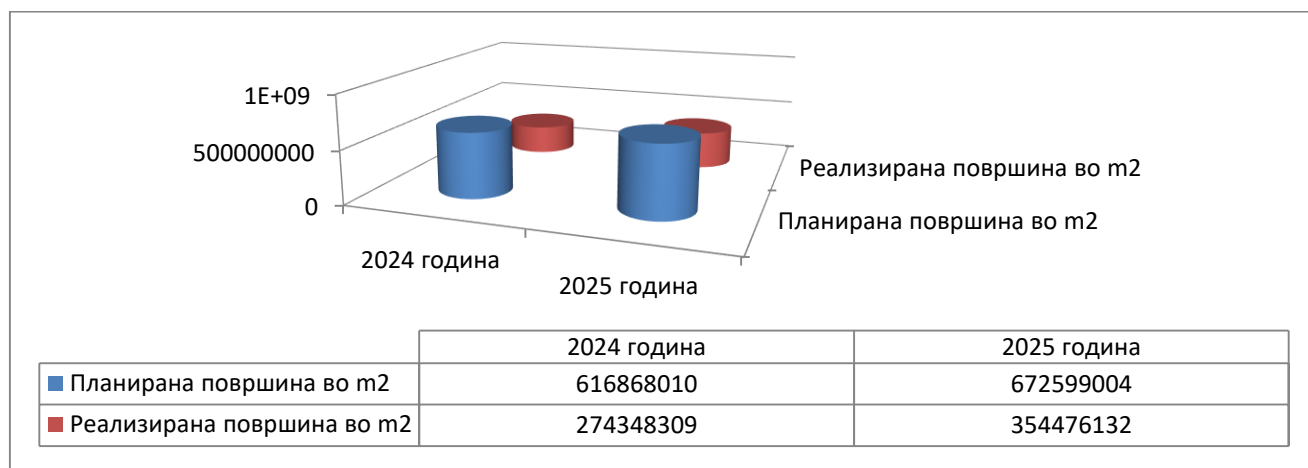 1E+09
500000000
0
Реализирана површина во m2
Планирана површина во m2
2024 година
2025 година
2024 година 2025 година
Планирана површина во m2 616868010 672599004
Реализирана површина во m2 274348309 354476132